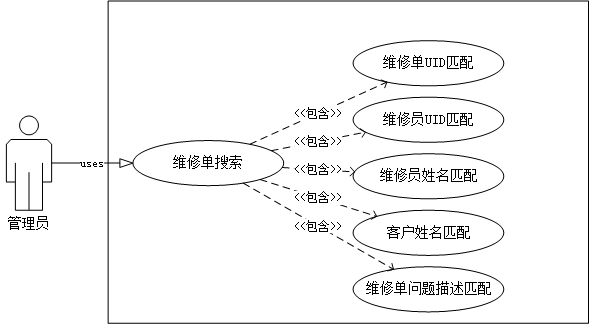 维修单UID匹配
<<包含>>
维修员UID匹配
<<包含>>
uses
维修单搜索
<<包含>>
维修员姓名匹配
管理员
<<包含>>
客户姓名匹配
<<包含>>
维修单问题描述匹配